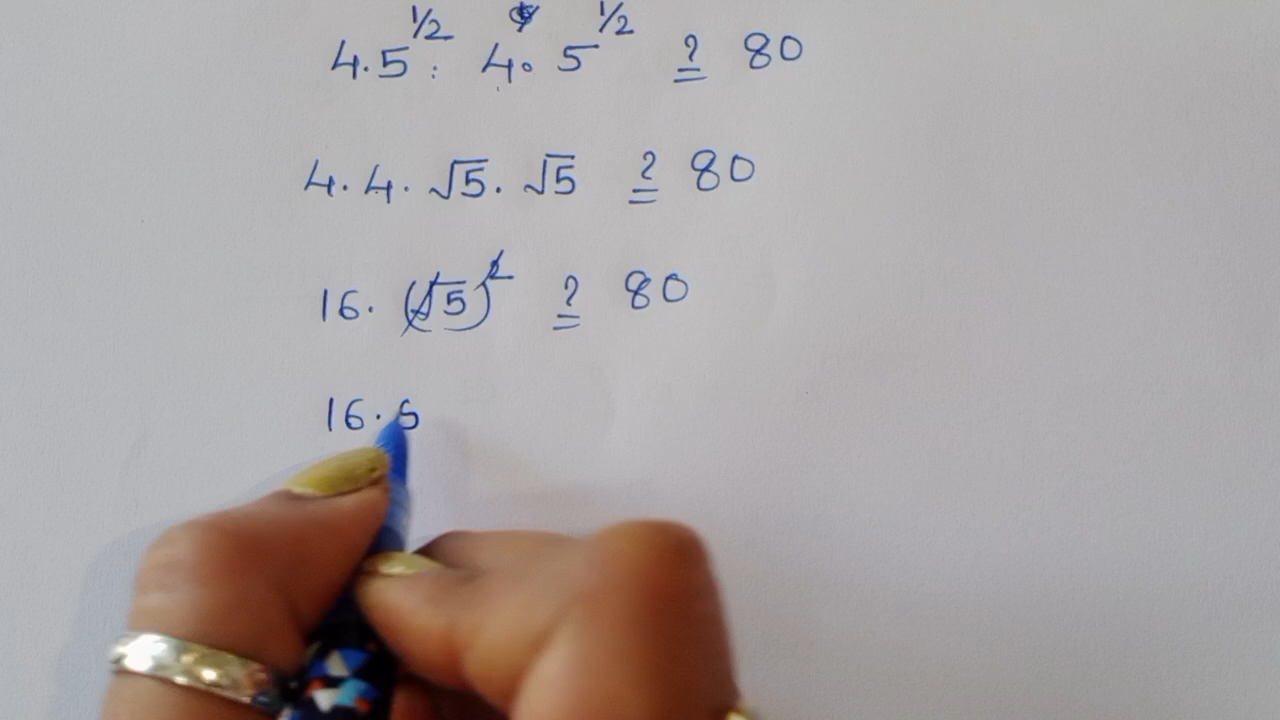 4.5^1/2 . 4. 5^1/2 ≟ 80
4.4.√5.√5 ≟ 80
16. (√5)^2 ≟ 80
16.5